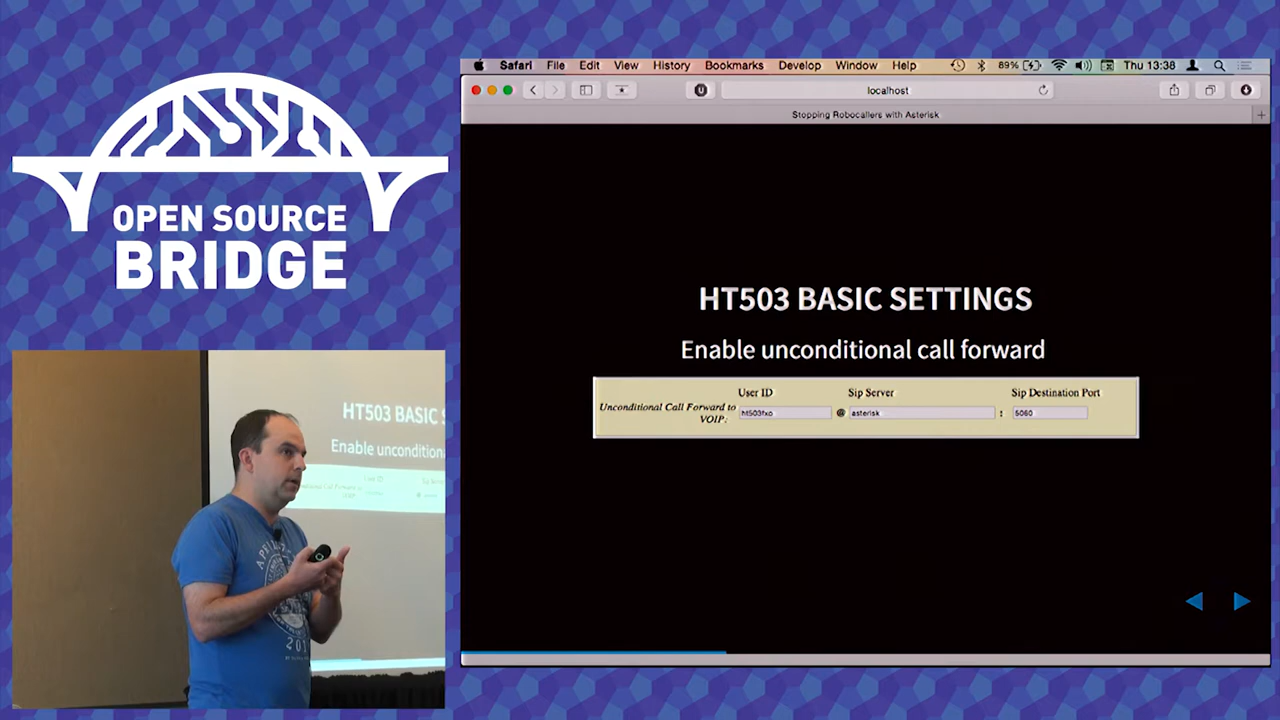 OPEN SOURCE
BRIDGE
Safari File Edit View History Bookmarks Develop Window Help 89% Thu 13:38
localhost
Stopping Robocallers with Asterisk
HT503 BASIC SETTINGS
Enable unconditional call forward
User ID Sip Server Sip Destination Port
Unconditional Call Forward to ht503fxo @ asterisk : 5060
VOIP:
HT503 BASIC S
Enable unconditiona